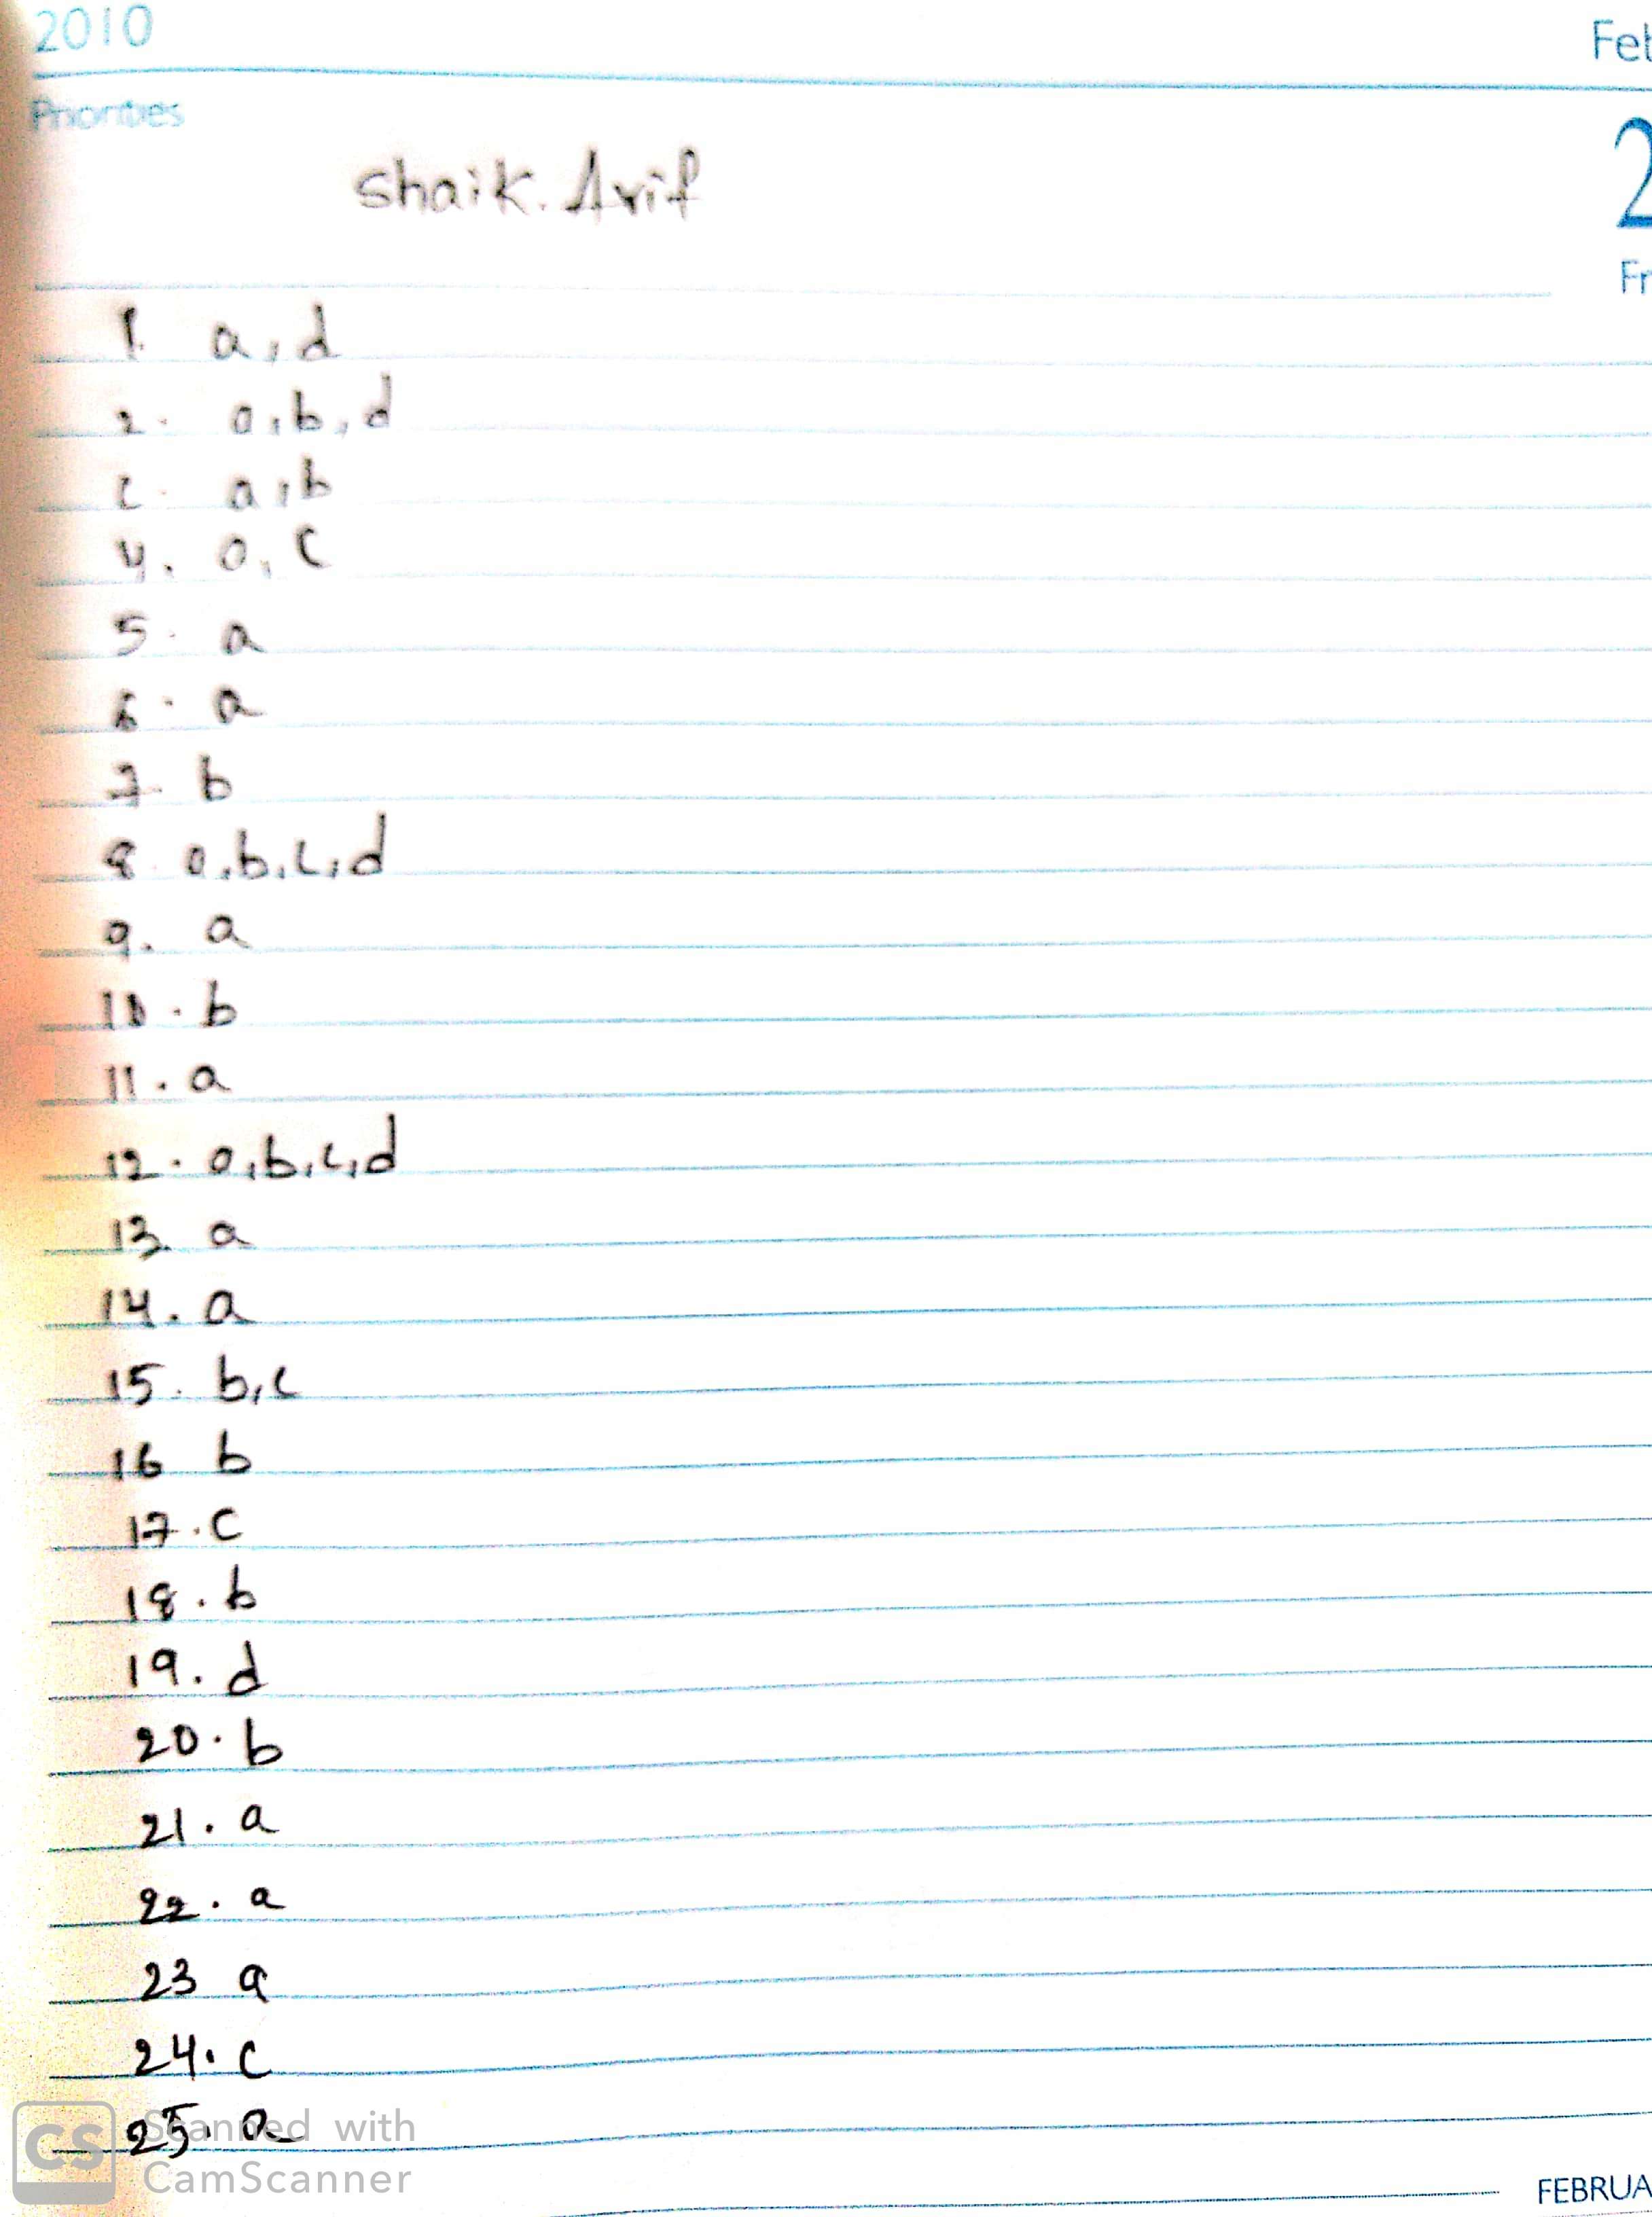 2010
Feb
Priorities
2
Shaik. Arif
Fr
1. a, d
2. a, b, d
3. a, b
4. a, c
5. a
6. a
7. b
8. a, b, c, d
9. a
10. b
11. a
12. a, b, c, d
13. a
14. a
15. b, c
16 b
17. c
18. b
19. d
20. b
21. a
22. a
23 a
24. c
25. a
CS Scanned with
CamScanner
FEBRUA